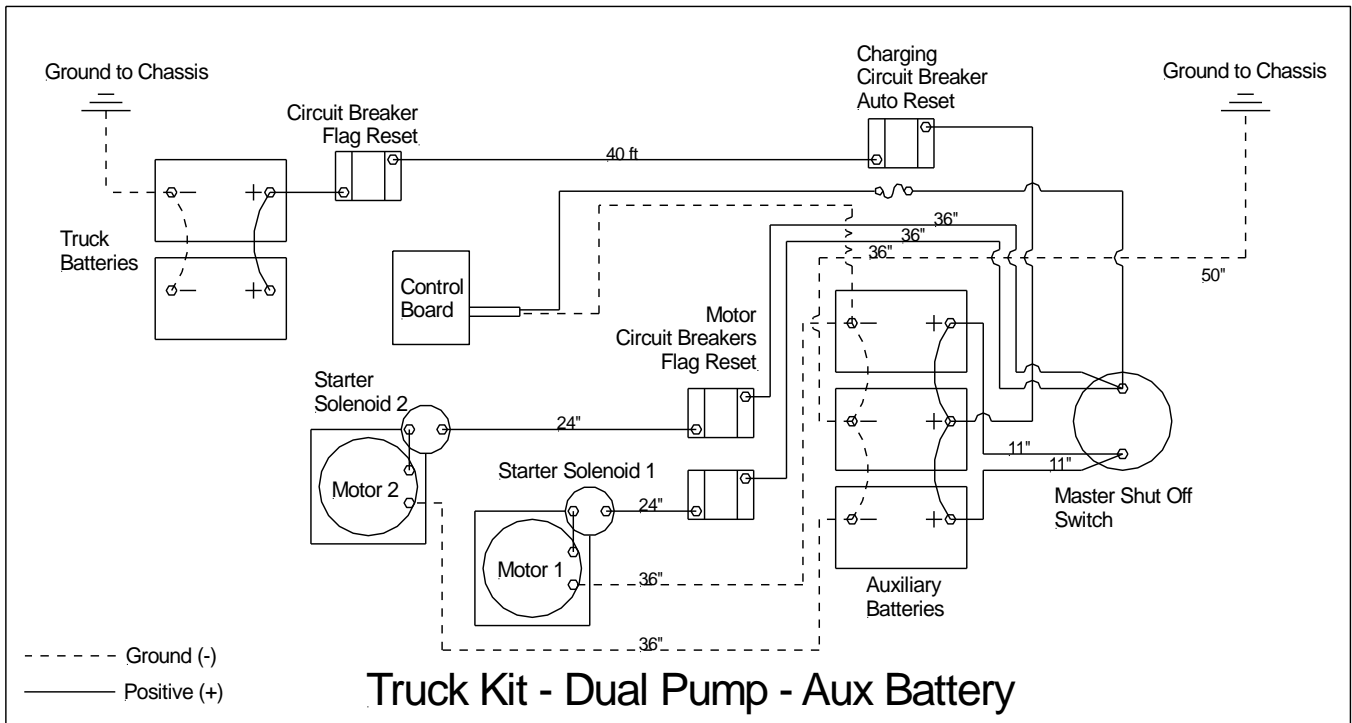 Ground to Chassis
Circuit Breaker
Flag Reset
Charging
Circuit Breaker
Auto Reset
Ground to Chassis
40 ft
Truck
Batteries
Control
Board
36"
36"
36"
50"
Motor
Circuit Breakers
Flag Reset
Starter
Solenoid 2
24"
Motor 2
Starter Solenoid 1
24"
Motor 1
11"
11"
Master Shut Off
Switch
36"
Auxiliary
Batteries
36"
Ground (-)
Positive (+)
Truck Kit - Dual Pump - Aux Battery